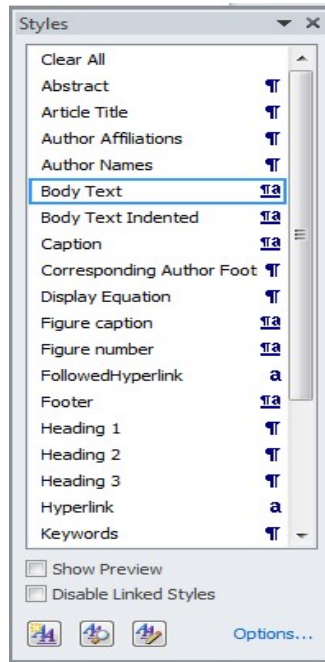 Styles
Clear All
Abstract ¶
Article Title ¶
Author Affiliations ¶
Author Names ¶
Body Text ¶a
Body Text Indented ¶a
Caption ¶a
Corresponding Author Foot ¶
Display Equation ¶
Figure caption ¶a
Figure number ¶a
FollowedHyperlink a
Footer ¶a
Heading 1 ¶
Heading 2 ¶
Heading 3 ¶
Hyperlink a
Keywords ¶
Show Preview
Disable Linked Styles
Options...